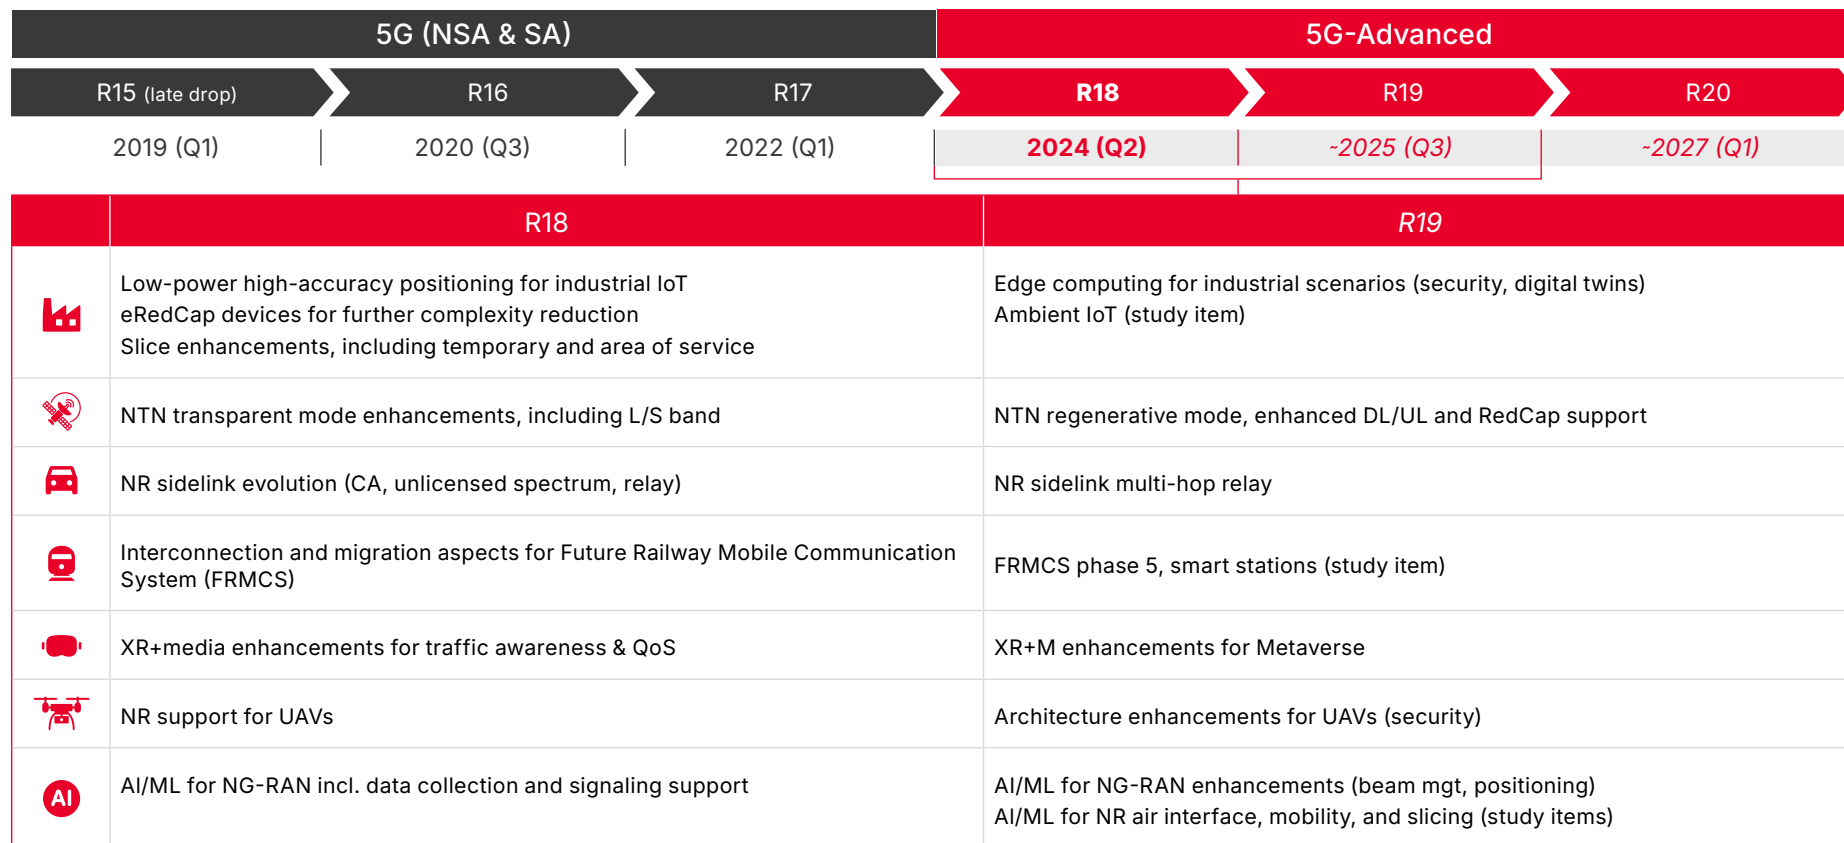 5G (NSA & SA)
5G-Advanced
R15 (late drop)
R16
R17
R18
R19
R20
2019 (Q1)
2020 (Q3)
2022 (Q1)
2024 (Q2)
~2025 (Q3)
~2027 (Q1)
R18
R19
Low-power high-accuracy positioning for industrial IoT
eRedCap devices for further complexity reduction
Slice enhancements, including temporary and area of service
Edge computing for industrial scenarios (security, digital twins)
Ambient IoT (study item)
NTN transparent mode enhancements, including L/S band
NTN regenerative mode, enhanced DL/UL and RedCap support
NR sidelink evolution (CA, unlicensed spectrum, relay)
NR sidelink multi-hop relay
Interconnection and migration aspects for Future Railway Mobile Communication
System (FRMCS)
FRMCS phase 5, smart stations (study item)
XR+media enhancements for traffic awareness & QoS
XR+M enhancements for Metaverse
NR support for UAVs
Architecture enhancements for UAVs (security)
AI
AI/ML for NG-RAN incl. data collection and signaling support
AI/ML for NG-RAN enhancements (beam mgt, positioning)
AI/ML for NR air interface, mobility, and slicing (study items)